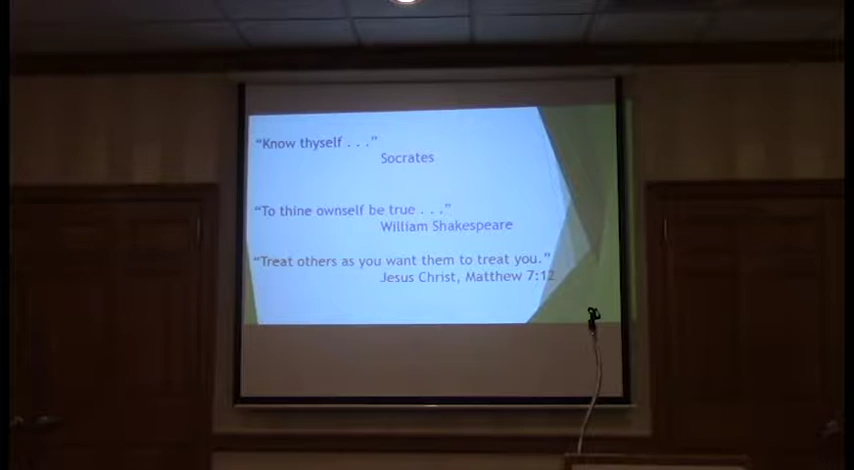 “Know thyself . . .”
Socrates
“To thine ownself be true . . .”
William Shakespeare
“Treat others as you want them to treat you.”
Jesus Christ, Matthew 7:12